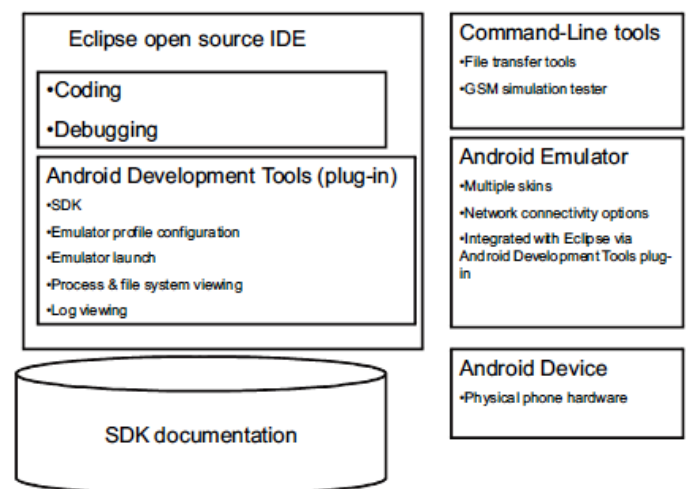 Eclipse open source IDE
•Coding
•Debugging
Android Development Tools (plug-in)
•SDK
•Emulator profile configuration
•Emulator launch
•Process & file system viewing
•Log viewing
SDK documentation
Command-Line tools
•File transfer tools
•GSM simulation tester
Android Emulator
•Multiple skins
•Network connectivity options
•Integrated with Eclipse via
Android Development Tools plug-
in
Android Device
•Physical phone hardware